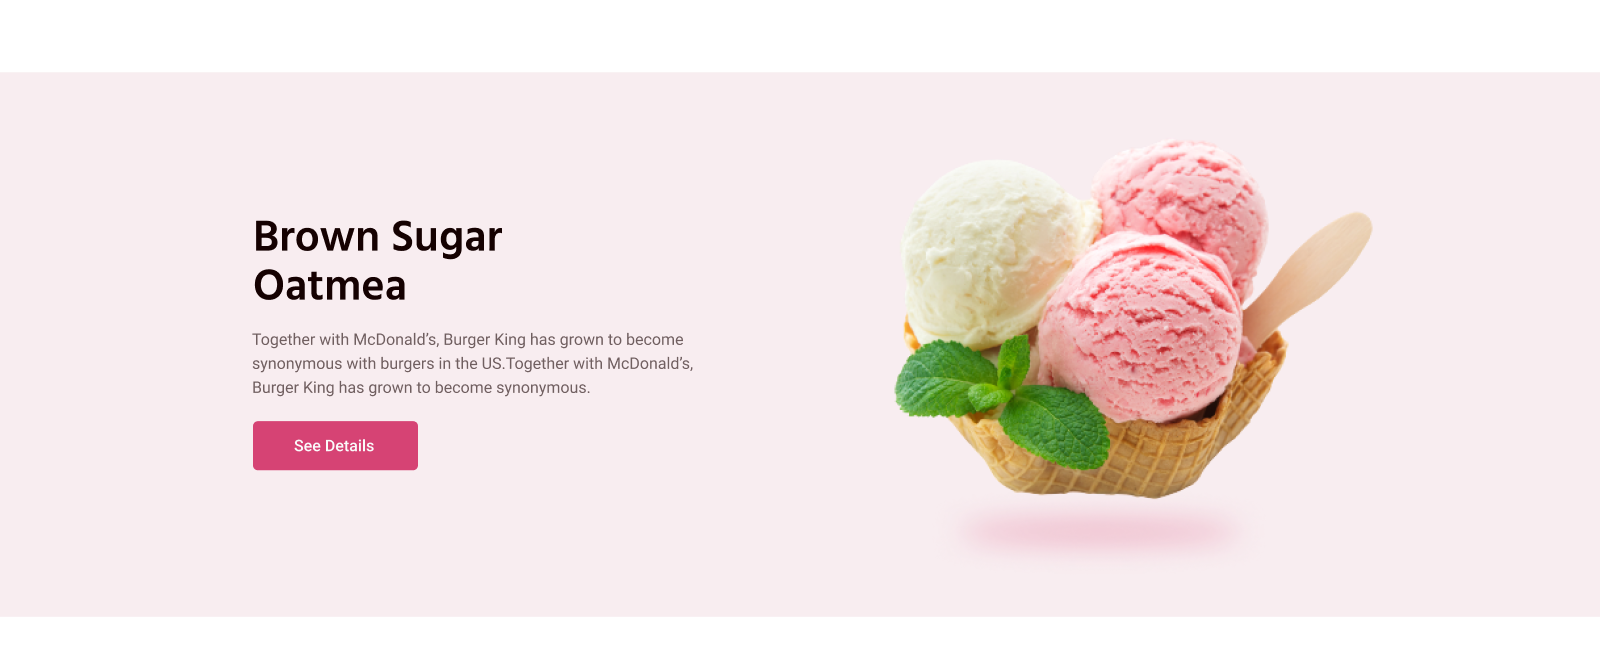 Brown Sugar
Oatmea
Together with McDonald’s, Burger King has grown to become
synonymous with burgers in the US.Together with McDonald’s,
Burger King has grown to become synonymous.
See Details